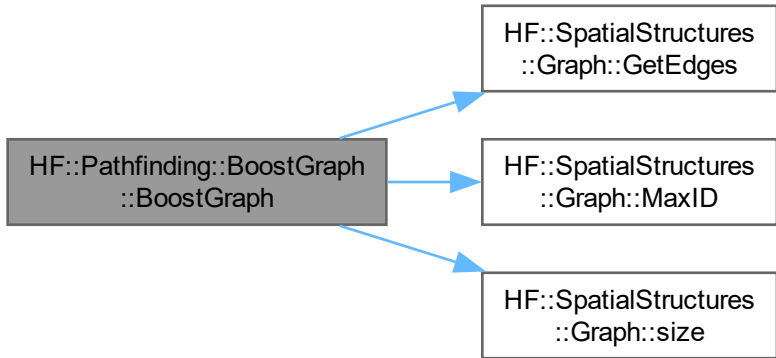 HF::Pathfinding::BoostGraph
::BoostGraph
HF::SpatialStructures
::Graph::GetEdges
HF::SpatialStructures
::Graph::MaxID
HF::SpatialStructures
::Graph::size